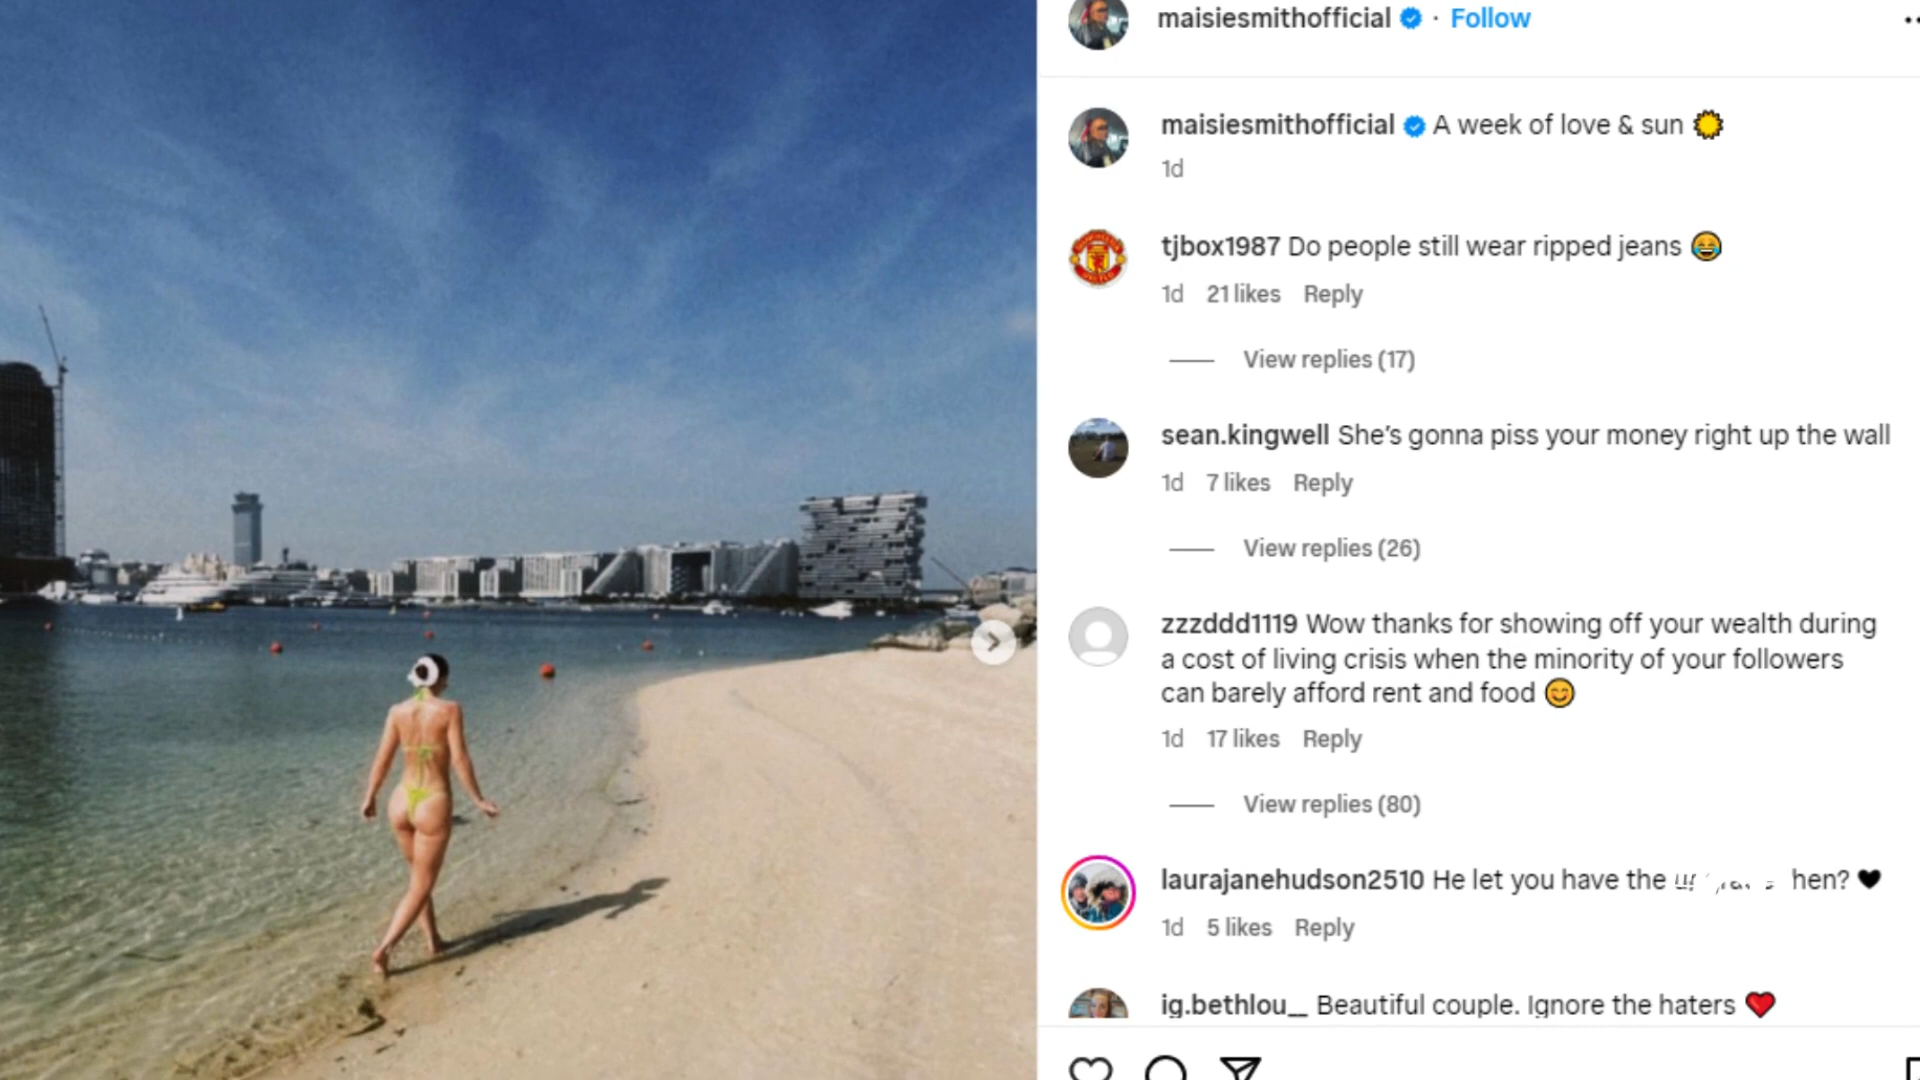 maisiesmithofficial · Follow
maisiesmithofficial A week of love & sun
1d
tjbox1987 Do people still wear ripped jeans 😂
1d 21 likes Reply
View replies (17)
sean.kingwell She's gonna piss your money right up the wall
1d 7 likes Reply
View replies (26)
zzzddd1119 Wow thanks for showing off your wealth during
a cost of living crisis when the minority of your followers
can barely afford rent and food 😊
1d 17 likes Reply
View replies (80)
laurajanehudson2510 He let you have the hen? 🖤
1d 5 likes Reply
ig.bethlou__ Beautiful couple. Ignore the haters ❤️